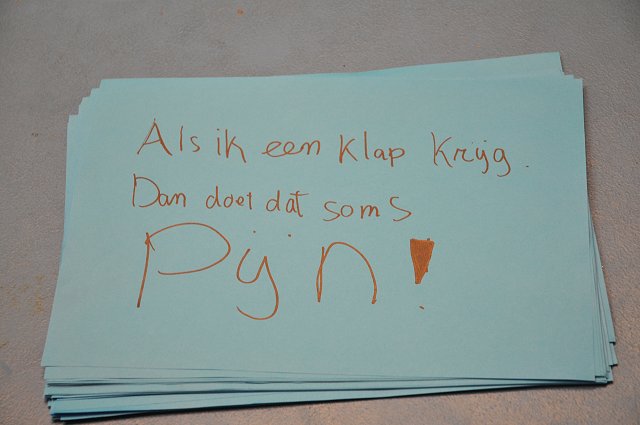 Als ik een klap krijg.
Dan doet dat soms
Pijn!